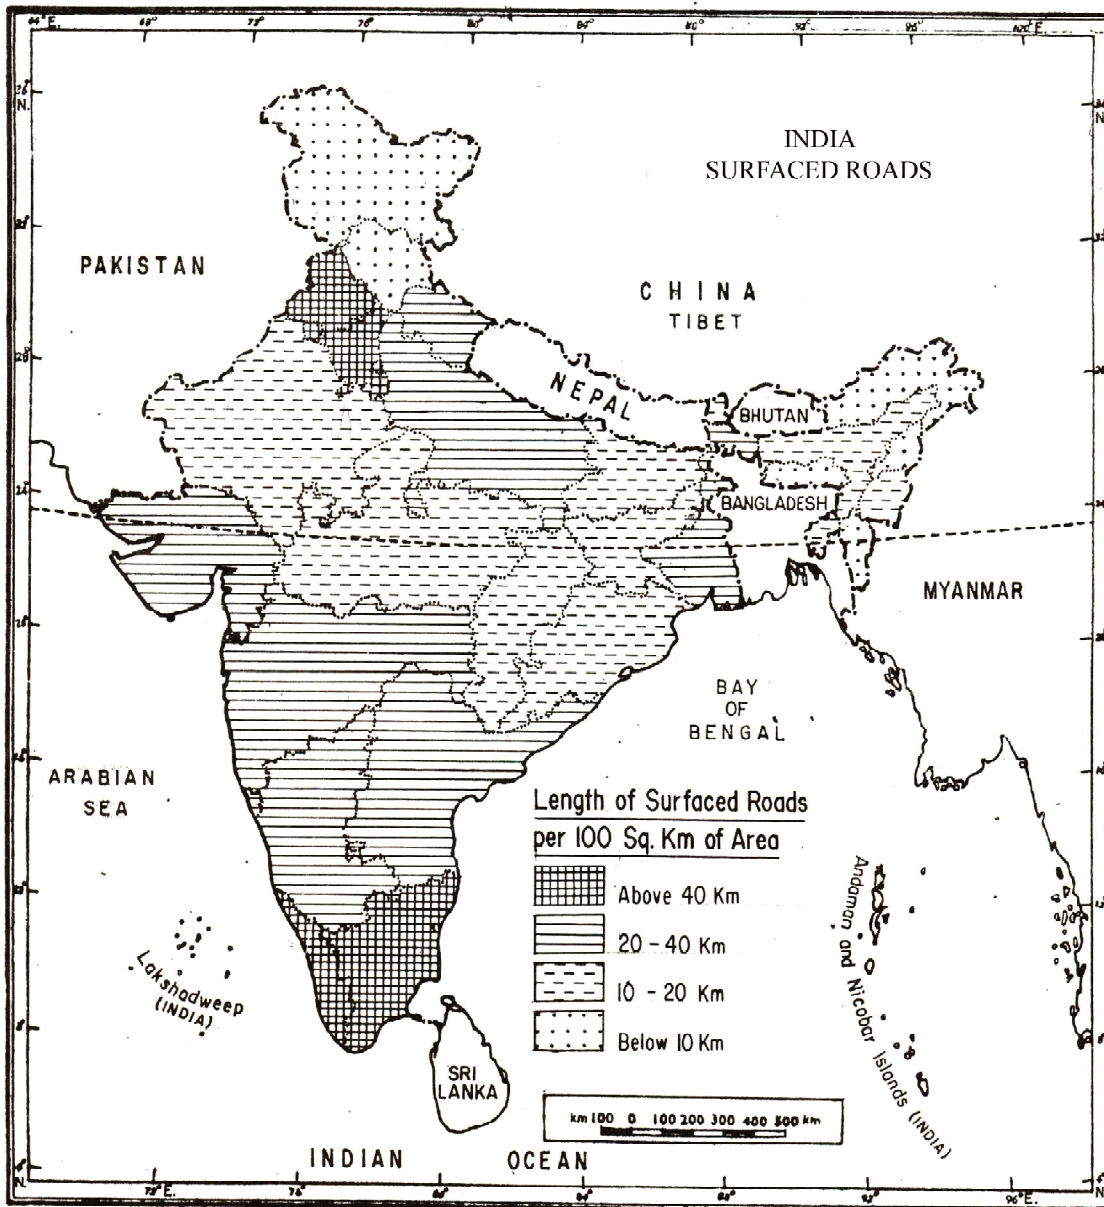 INDIA
SURFACED ROADS
PAKISTAN
CHINA
TIBET
NEPAL
BHUTAN
BANGLADESH
MYANMAR
BAY
OF
BENGAL
ARABIAN
SEA
Length of Surfaced Roads
per 100 Sq. Km of Area
Above 40 Km
20 - 40 Km
10 - 20 Km
Below 10 Km
Lakshadweep
(INDIA)
Andaman and Nicobar Islands (INDIA)
SRI
LANKA
km 100 0 100 200 300 400 500 km
INDIAN OCEAN